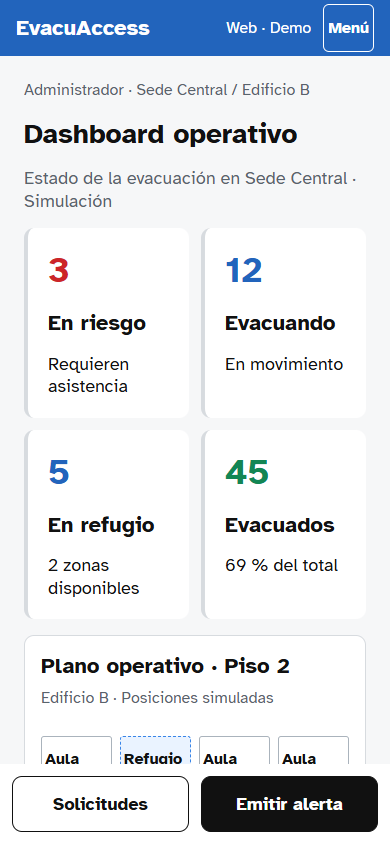 EvacuAccess
Web · Demo
Menú
Administrador · Sede Central / Edificio B
Dashboard operativo
Estado de la evacuación en Sede Central ·
Simulación
3
En riesgo
Requieren
asistencia
12
Evacuando
En movimiento
5
En refugio
2 zonas
disponibles
45
Evacuados
69 % del total
Plano operativo · Piso 2
Edificio B · Posiciones simuladas
Aula
Refugio
Aula
Aula
Solicitudes
Emitir alerta